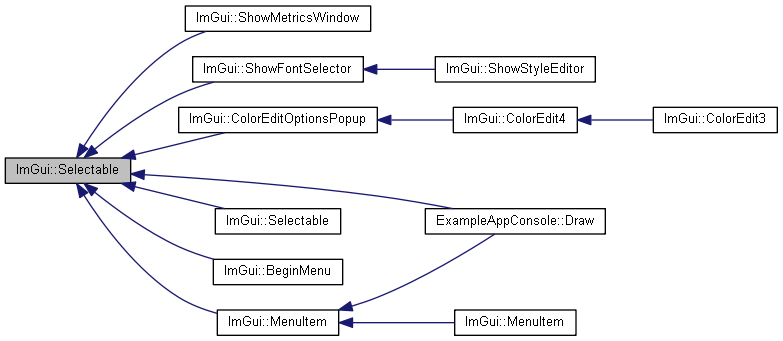 ImGui::ShowMetricsWindow
ImGui::ShowFontSelector
ImGui::ShowStyleEditor
ImGui::ColorEditOptionsPopup
ImGui::ColorEdit4
ImGui::ColorEdit3
ImGui::Selectable
ImGui::Selectable
ExampleAppConsole::Draw
ImGui::BeginMenu
ImGui::MenuItem
ImGui::MenuItem